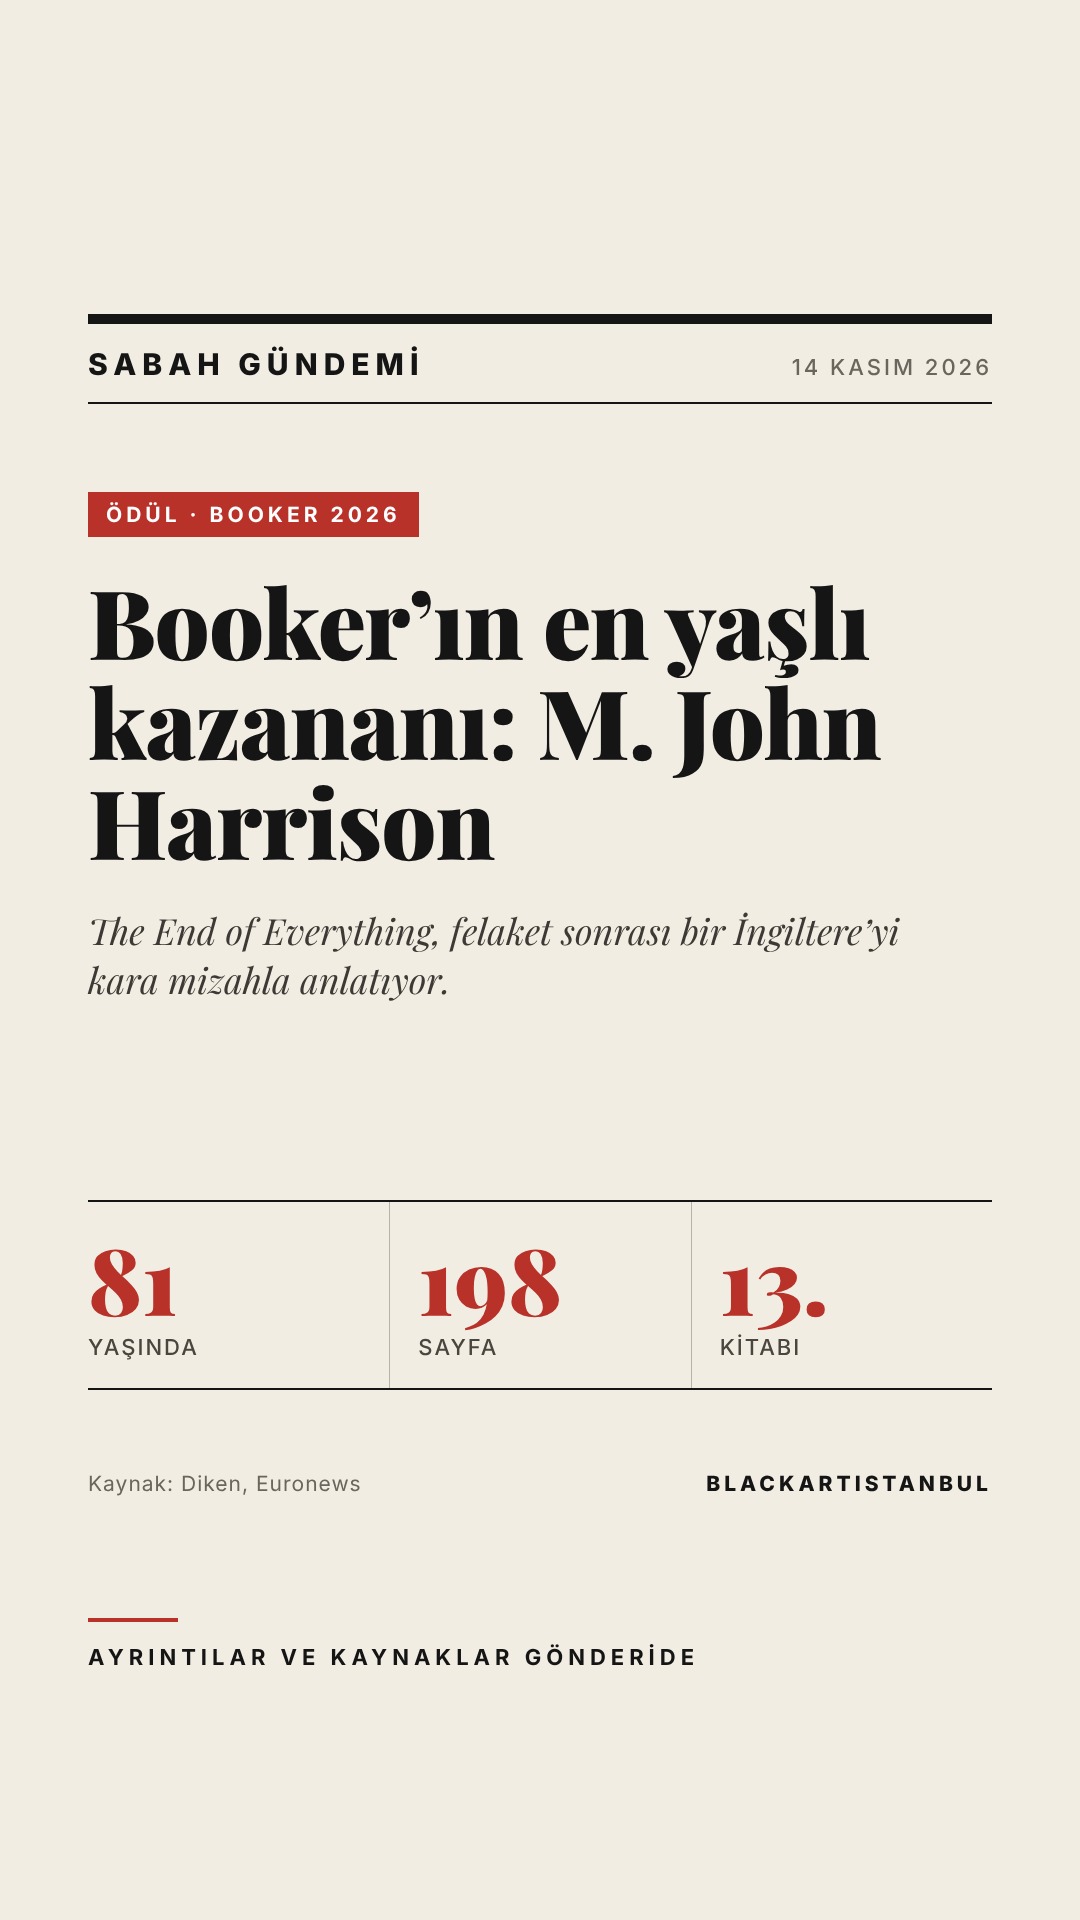 SABAH GÜNDEMİ
14 KASIM 2026
ÖDÜL · BOOKER 2026
Booker’ın en yaşlı
kazananı: M. John
Harrison
The End of Everything, felaket sonrası bir İngiltere’yi
kara mizahla anlatıyor.
81
YAŞINDA
198
SAYFA
13.
KİTABI
Kaynak: Diken, Euronews
BLACKARTISTANBUL
AYRINTILAR VE KAYNAKLAR GÖNDERİDE